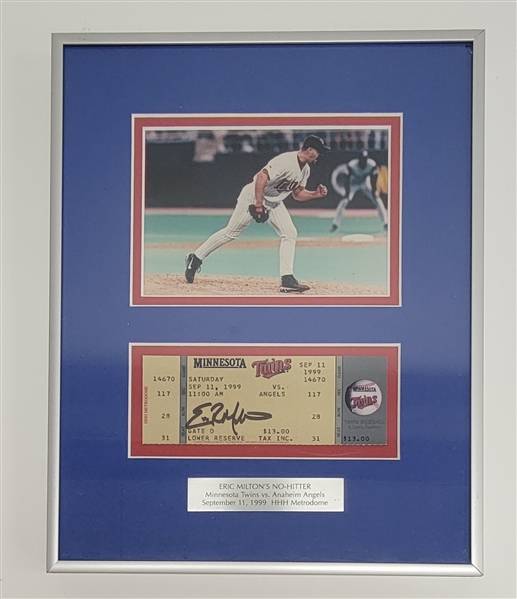 Twins
MINNESOTA Twins
SEP 11
1999
14670
14670
SATURDAY
SEP 11, 1999 VS.
11:00 AM ANGELS
117
117
28
28
GATE D $13.00
LOWER RESERVE TAX INC.
31
31
$13.00
ERIC MILTON'S NO-HITTER
Minnesota Twins vs. Anaheim Angels
September 11, 1999 HHH Metrodome